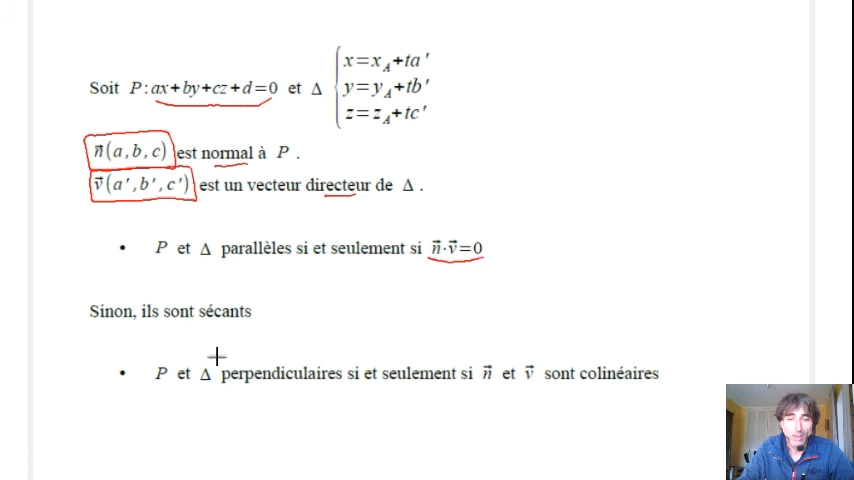 Soit P: ax+by+cz+d=0 et Δ { x=x_A+ta'
y=y_A+tb'
z=z_A+tc'
n⃗(a,b,c) est normal à P .
v⃗(a',b',c') est un vecteur directeur de Δ .
• P et Δ parallèles si et seulement si n⃗·v⃗=0
Sinon, ils sont sécants
• P et Δ perpendiculaires si et seulement si n⃗ et v⃗ sont colinéaires